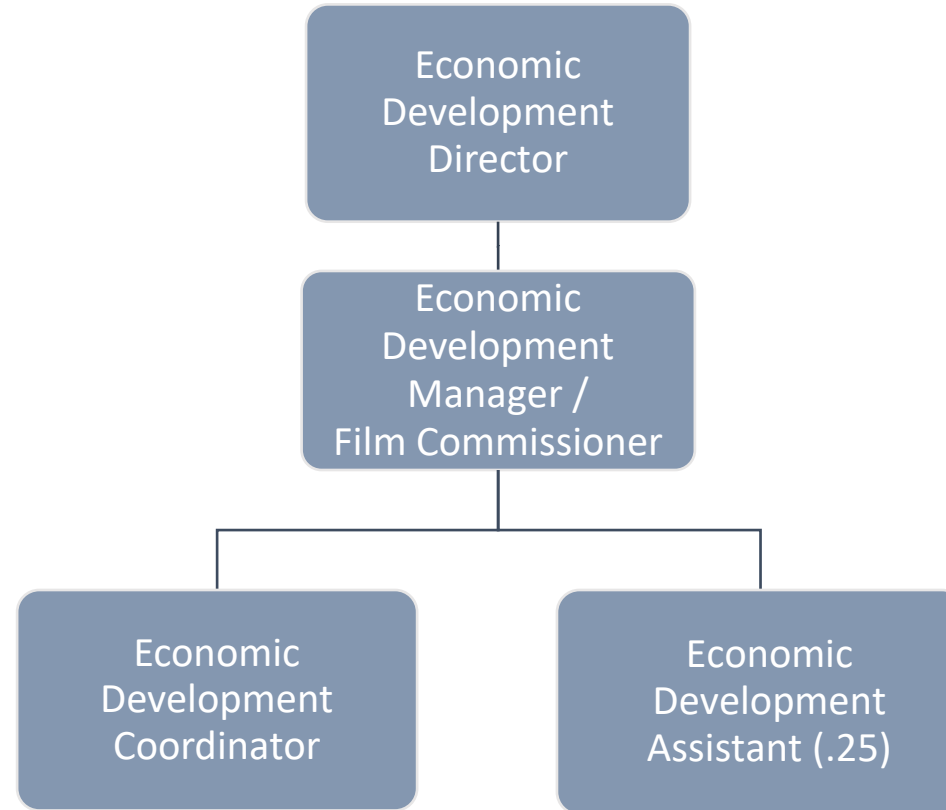 Economic
Development
Director
Economic
Development
Manager /
Film Commissioner
Economic
Development
Coordinator
Economic
Development
Assistant (.25)